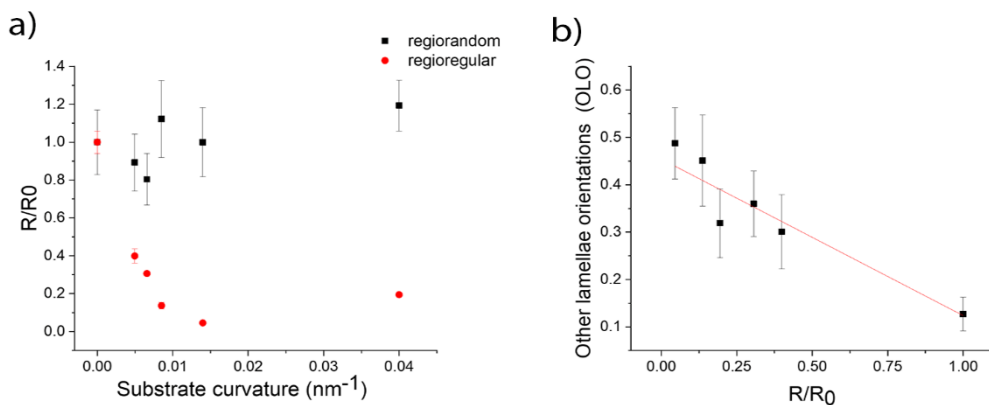 a)
regiorandom
regioregular
1.4
1.2
1.0
0.8
0.6
0.4
0.2
0.0
R/R0
0.00 0.01 0.02 0.03 0.04
Substrate curvature (nm-1)
b)
0.6
0.5
0.4
0.3
0.2
0.1
Other lamellae orientations (OLO)
0.00 0.25 0.50 0.75 1.00
R/R0